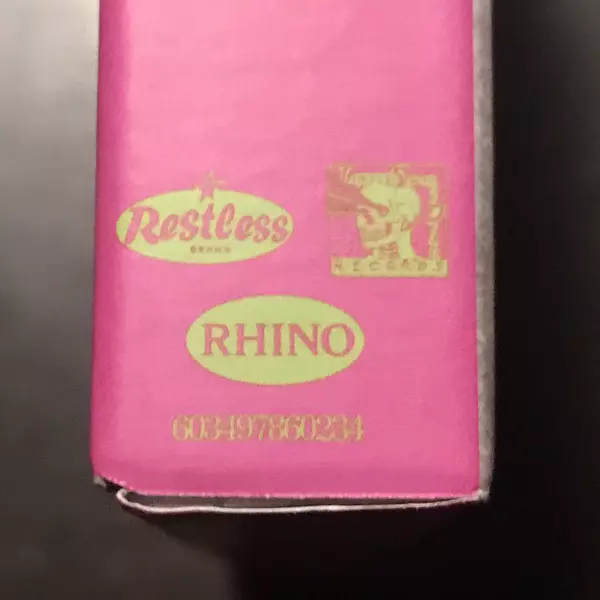 Restless
BRAND
RECORDS
RHINO
603497860234